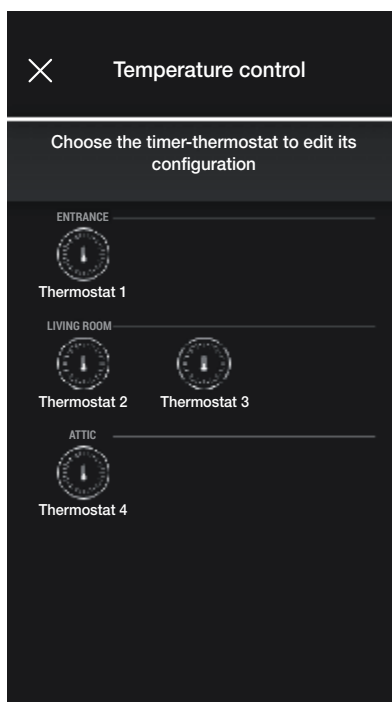 Temperature control
Choose the timer-thermostat to edit its
configuration
ENTRANCE
Thermostat 1
LIVING ROOM
Thermostat 2 Thermostat 3
ATTIC
Thermostat 4